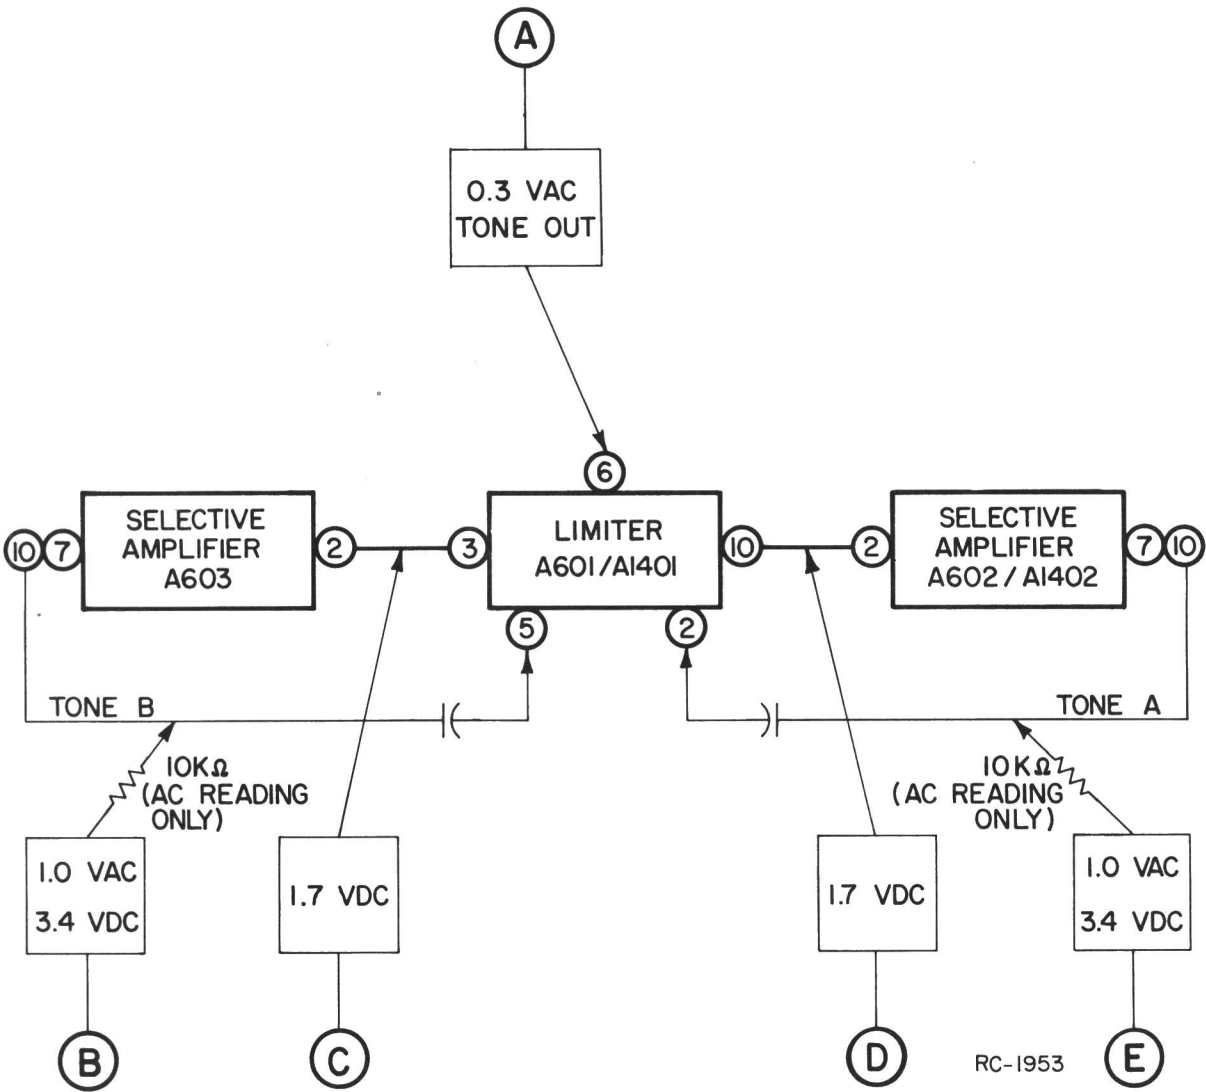 A
0.3 VAC
TONE OUT
6
10 7
SELECTIVE
AMPLIFIER
A603
2
3
LIMITER
A601/A1401
10
2
SELECTIVE
AMPLIFIER
A602/A1402
7 10
5
2
TONE B
TONE A
10KΩ
(AC READING
ONLY)
10KΩ
(AC READING
ONLY)
1.0 VAC
3.4 VDC
1.7 VDC
1.7 VDC
1.0 VAC
3.4 VDC
B
C
D
RC-1953
E